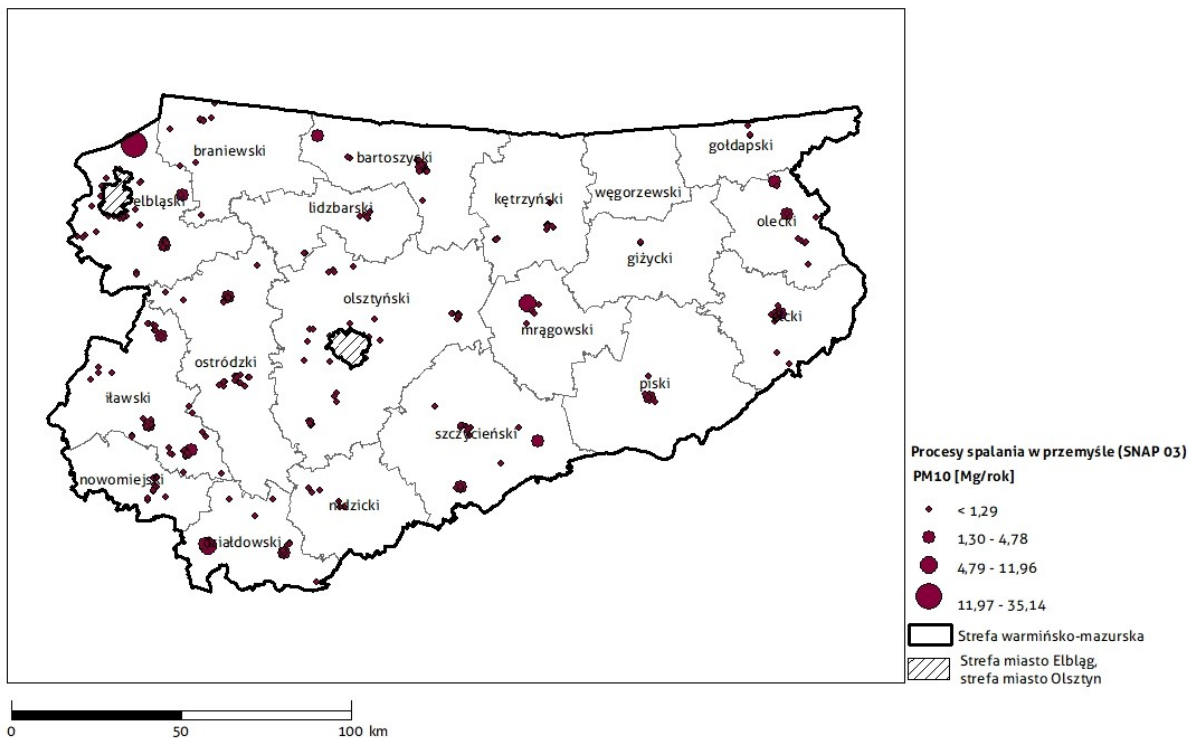 braniewski
gołdapski
bartoszycki
węgorzewski
kętrzyński
elbląski
lidzbarski
olecki
giżycki
olsztyński
ełcki
mrągowski
ostródzki
piski
iławski
szczycieński
nowomiejski
nidzicki
działdowski
Procesy spalania w przemyśle (SNAP 03)
PM10 [Mg/rok]
< 1,29
1,30 - 4,78
4,79 - 11,96
11,97 - 35,14
Strefa warmińsko-mazurska
Strefa miasto Elbląg,
strefa miasto Olsztyn
0 50 100 km